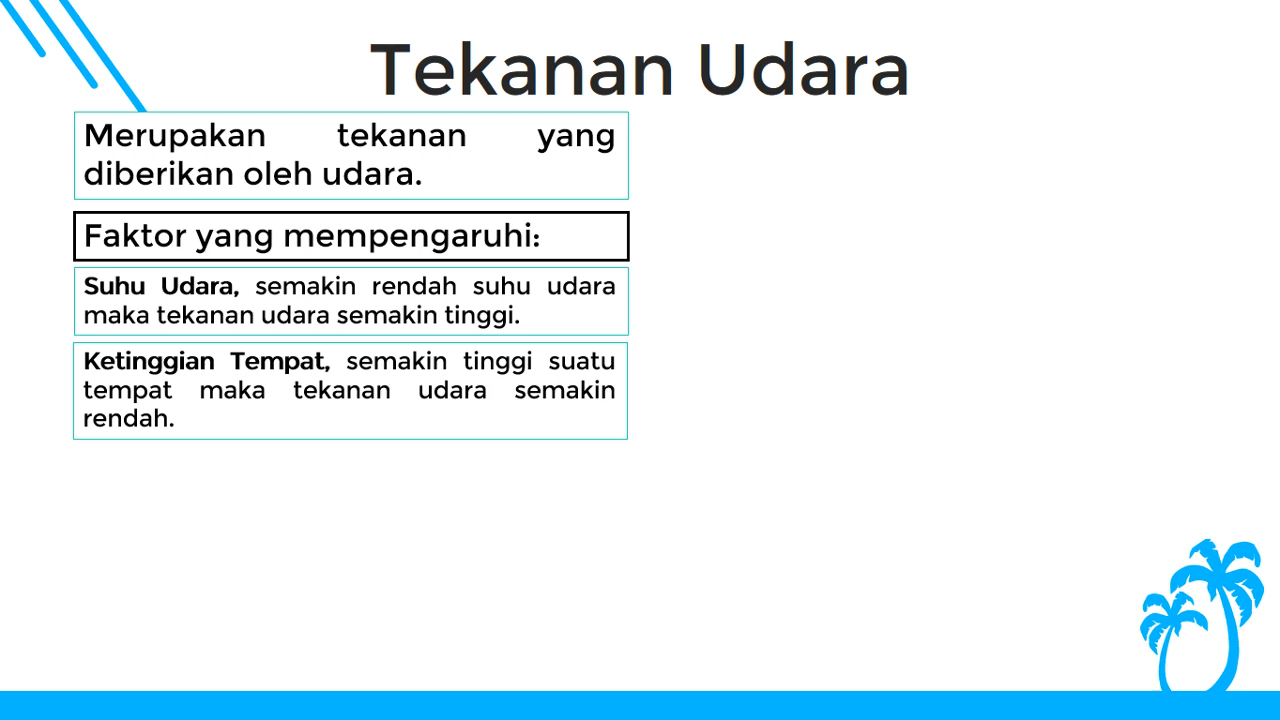 Tekanan Udara
Merupakan tekanan yang
diberikan oleh udara.
Faktor yang mempengaruhi:
Suhu Udara, semakin rendah suhu udara
maka tekanan udara semakin tinggi.
Ketinggian Tempat, semakin tinggi suatu
tempat maka tekanan udara semakin
rendah.